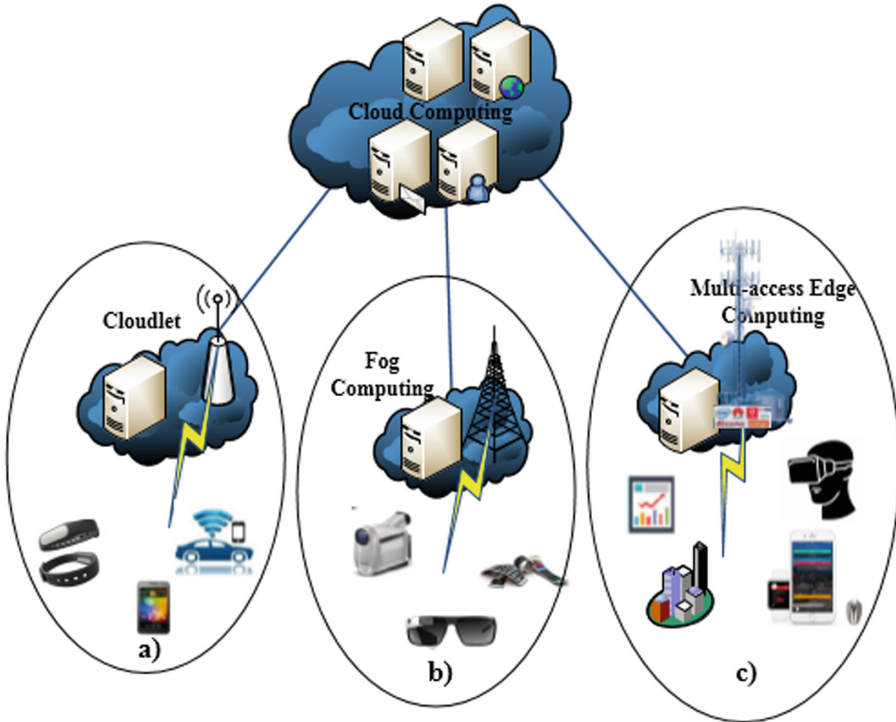 Cloud Computing
Cloudlet
Fog
Computing
Multi-access Edge
Computing
a)
b)
c)